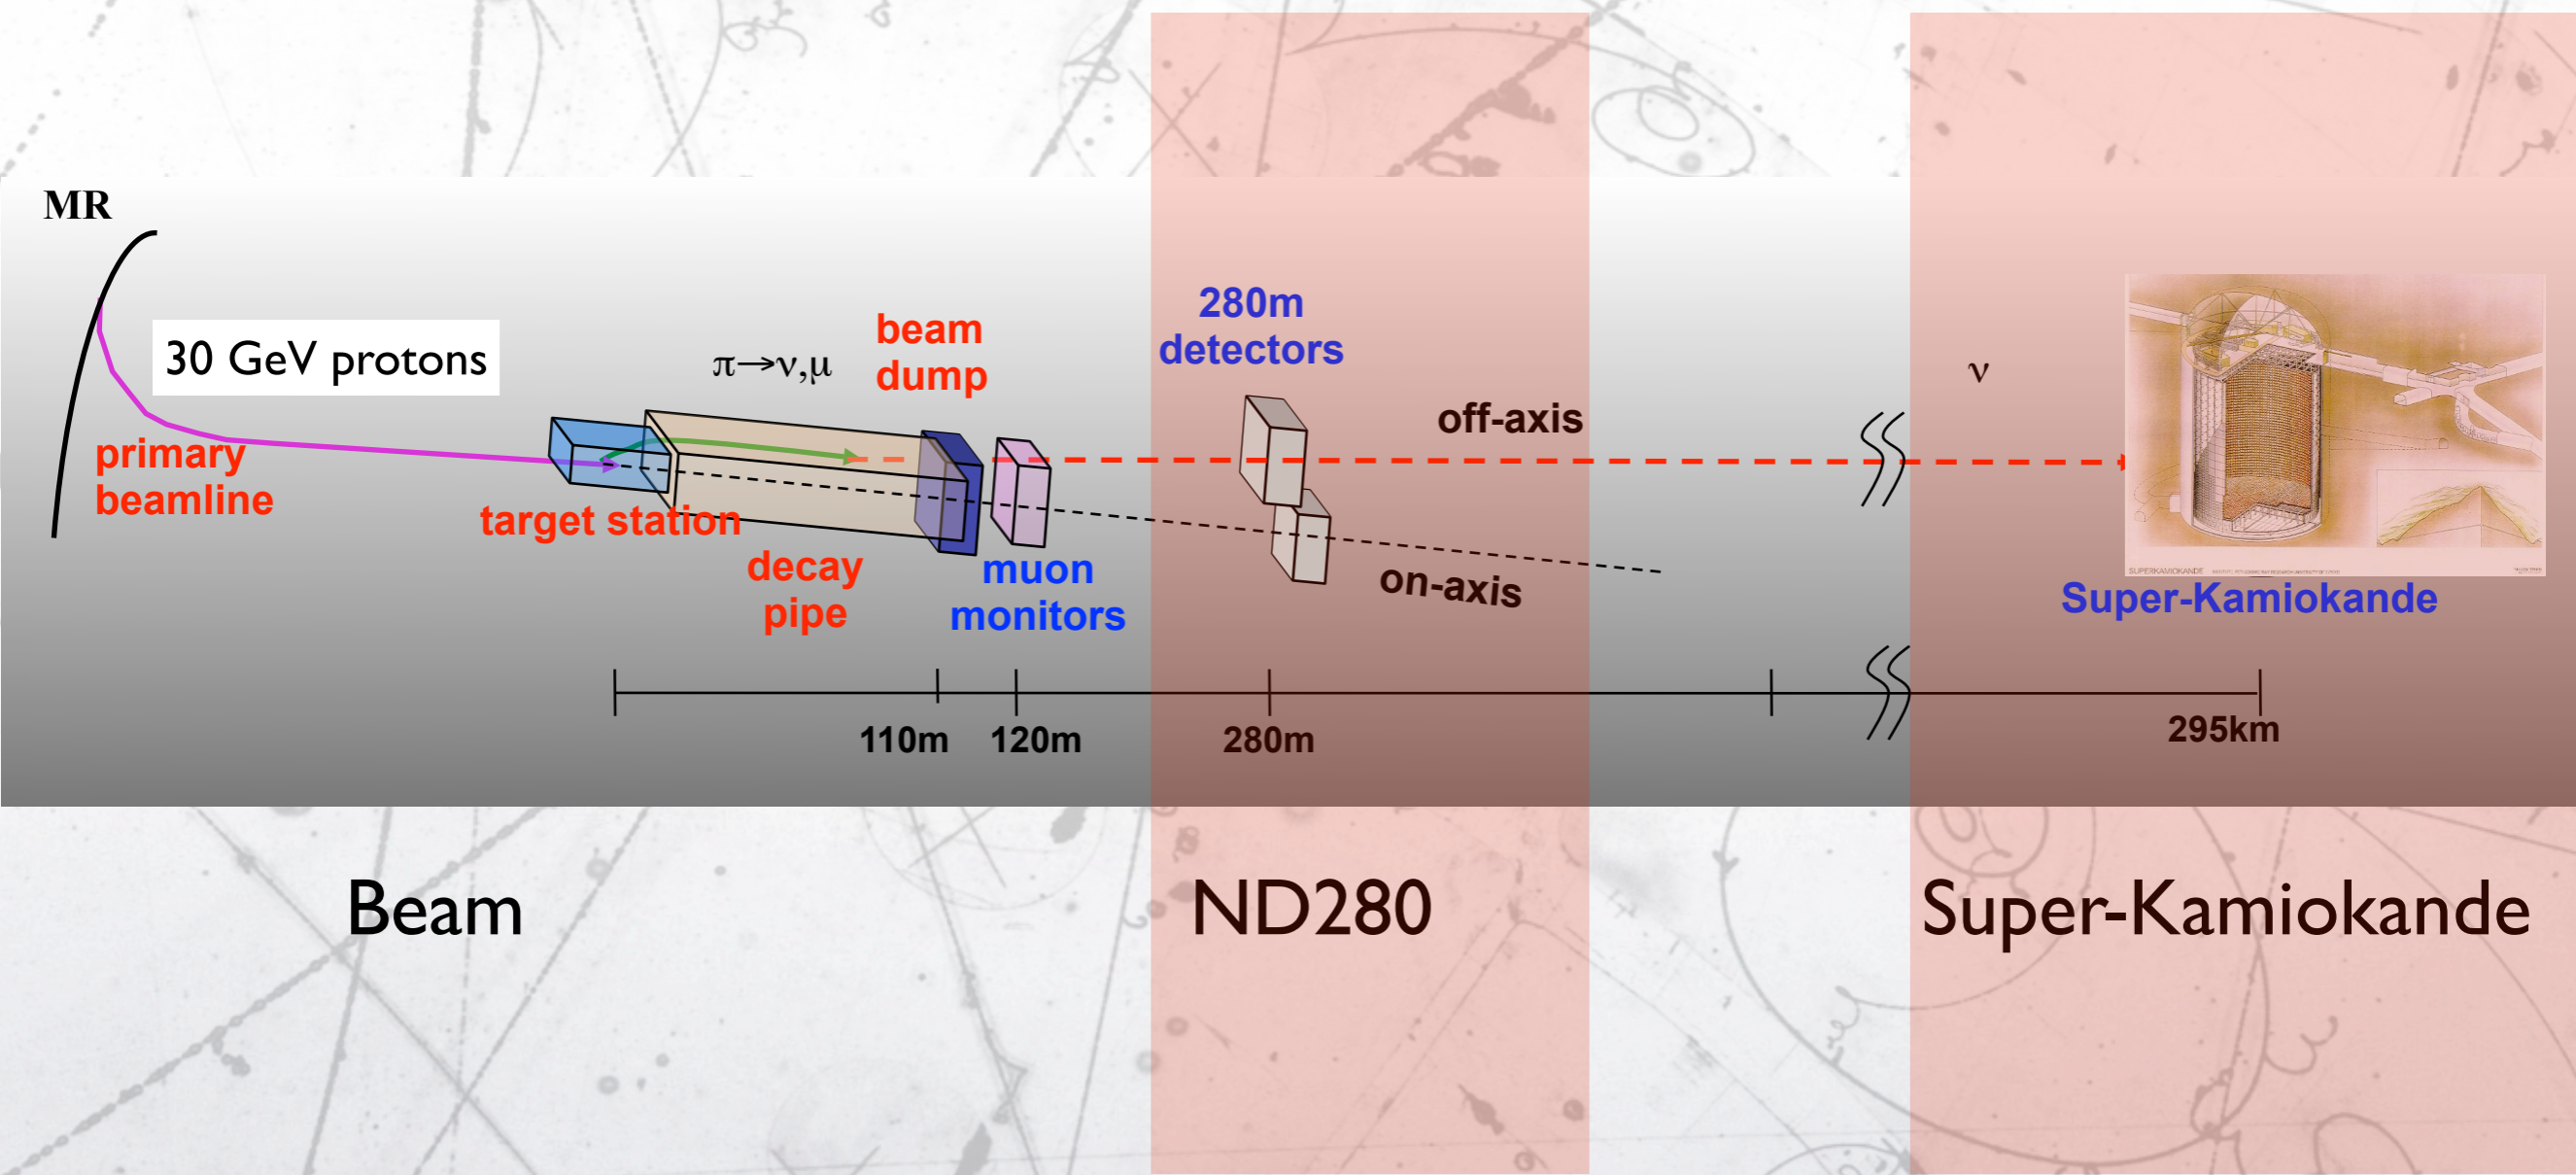 MR
30 GeV protons
primary
beamline
target station
π→ν,μ
decay
pipe
beam
dump
muon
monitors
280m
detectors
off-axis
on-axis
ν
SUPERKAMIOKANDE
Super-Kamiokande
110m
120m
280m
295km
Beam
ND280
Super-Kamiokande